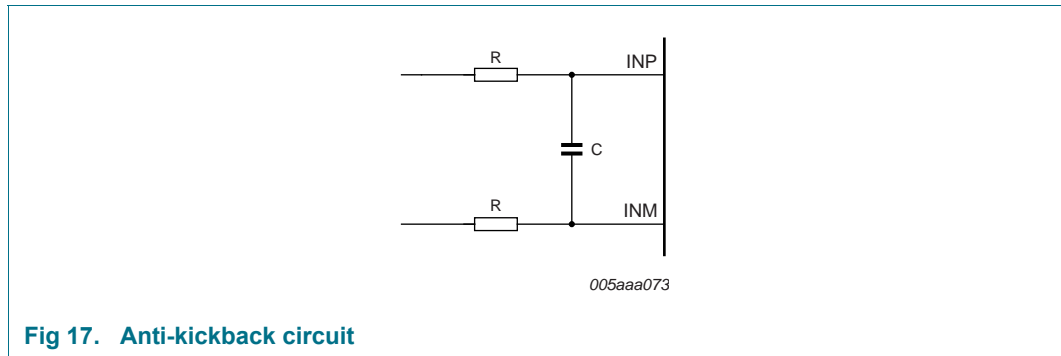 R
INP
C
R
INM
005aaa073
Fig 17. Anti-kickback circuit